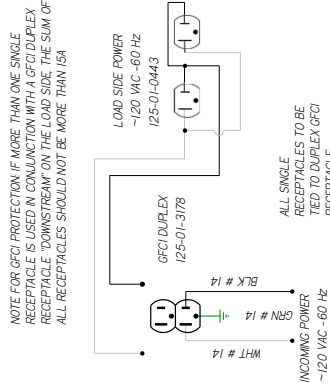 NOTE FOR GFCI PROTECTION. IF MORE THAN ONE SINGLE
RECEPTACLE IS USED IN CONJUNCTION WITH A GFCI DUPLEX
RECEPTACLE "DOWNSTREAM" ON THE LOAD SIDE, THE SUM OF
ALL RECEPTACLES SHOULD NOT BE MORE THAN 15A
LOAD SIDE POWER
~120 VAC -60 Hz
125-01-0443
GFCI DUPLEX
125-01-3178
ALL SINGLE
RECEPTACLES TO BE
TIED TO DUPLEX GFCI
RECEPTACLE
WHT # 14
GRN # 14
BLK # 14
INCOMING POWER
~120 VAC -60 Hz